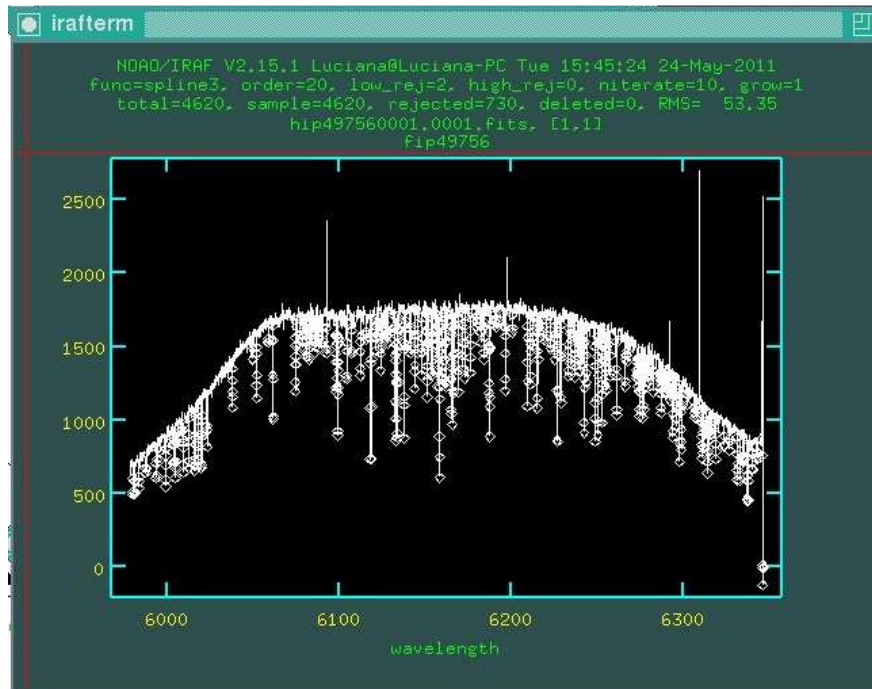 irafterm
NOAO/IRAF V2.15.1 Luciana@Luciana-PC Tue 15:45:24 24-May-2011
func=spline3, order=20, low_rej=2, high_rej=0, niterate=10, grow=1
total=4620, sample=4620, rejected=730, deleted=0, RMS= 53.35
hip497560001.0001.fits, [1,1]
fip49756
2500
2000
1500
1000
500
0
6000 6100 6200 6300
wavelength